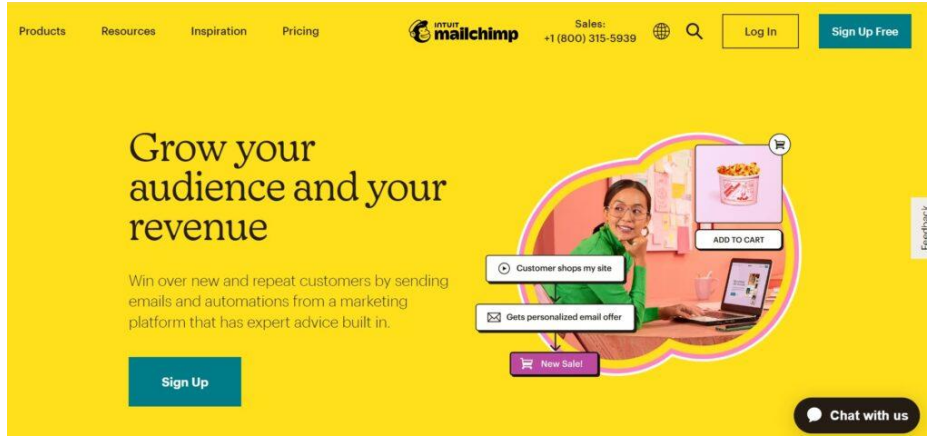 Products
Resources
Inspiration
Pricing
INTUIT
mailchimp
Sales:
+1 (800) 315-5939
Log In
Sign Up Free
Grow your
audience and your
revenue
Win over new and repeat customers by sending
emails and automations from a marketing
platform that has expert advice built in.
Sign Up
ADD TO CART
Customer shops my site
Gets personalized email offer
New Sale!
Feedback
Chat with us